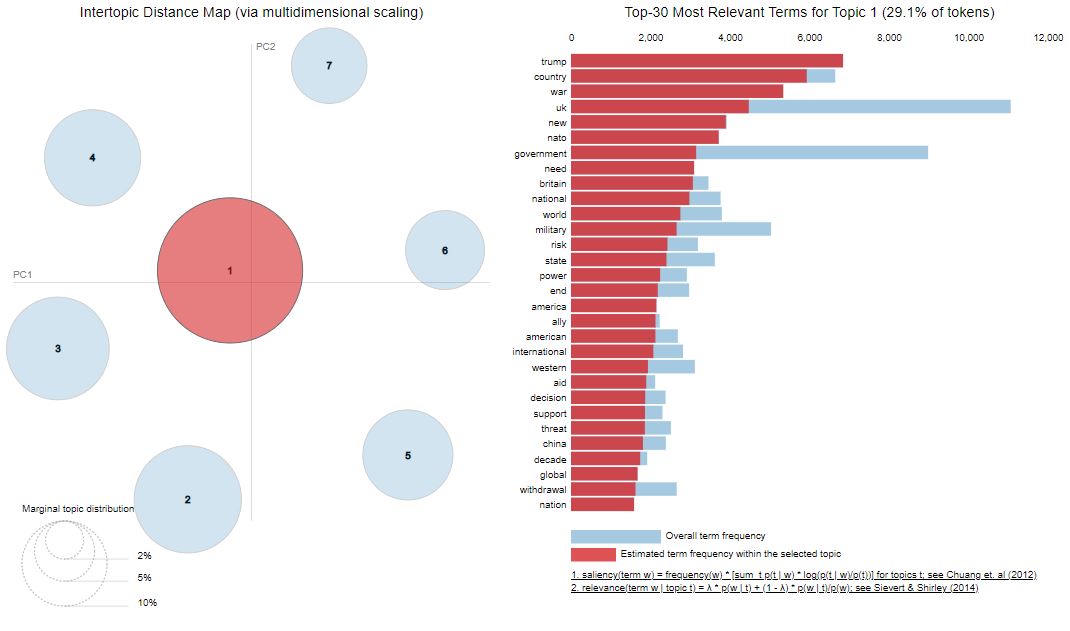 Intertopic Distance Map (via multidimensional scaling)
PC2
PC1
7
4
6
1
3
5
2
Marginal topic distribution
2%
5%
10%
Top-30 Most Relevant Terms for Topic 1 (29.1% of tokens)
0 2,000 4,000 6,000 8,000 10,000 12,000
trump
country
war
uk
new
nato
government
need
britain
national
world
military
risk
state
power
end
america
ally
american
international
western
aid
decision
support
threat
china
decade
global
withdrawal
nation
Overall term frequency
Estimated term frequency within the selected topic
1. saliency(term w) = frequency(w) * [sum_t p(t | w) * log(p(t | w)/p(t))] for topics t; see Chuang et. al (2012)
2. relevance(term w | topic t) = λ * p(w | t) + (1 - λ) * p(w | t)/p(w); see Sievert & Shirley (2014)